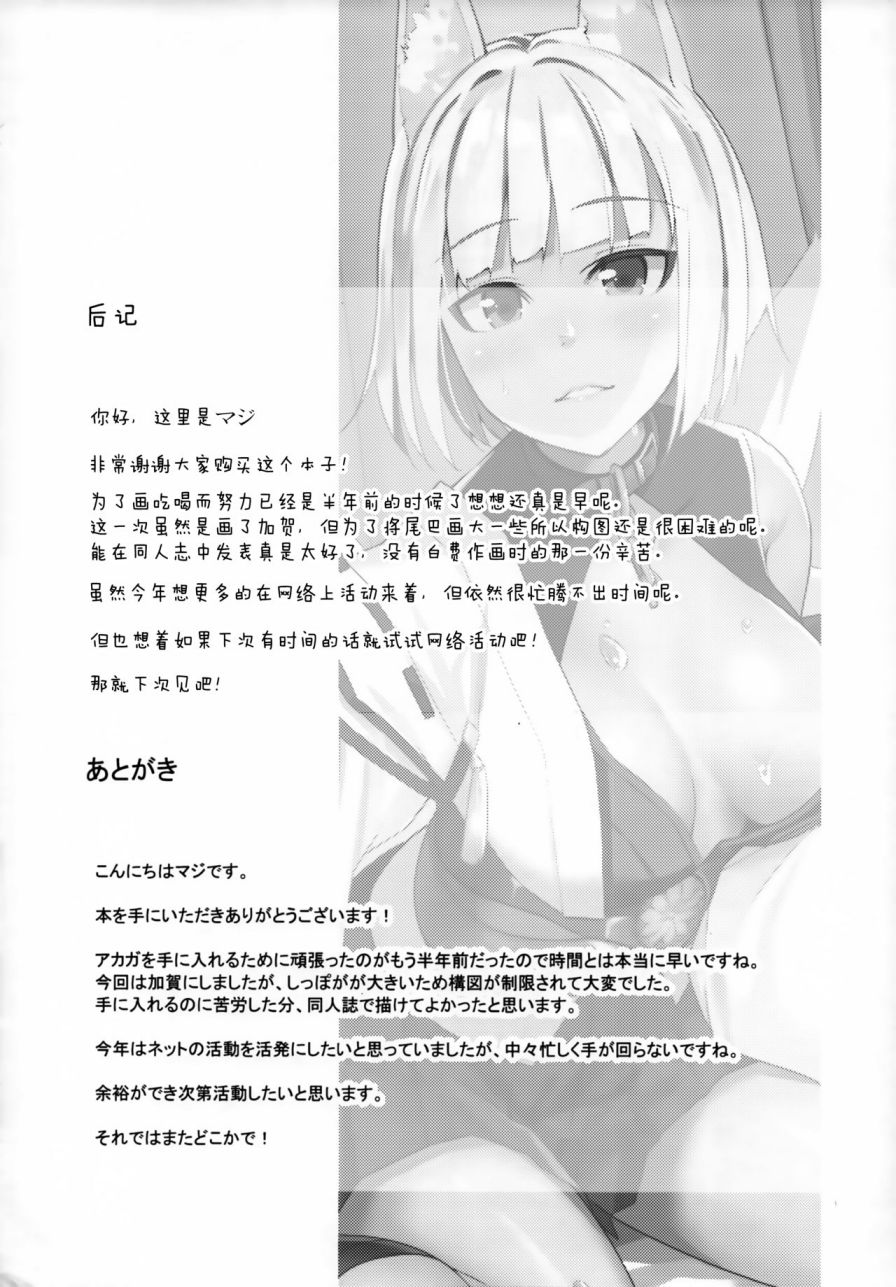 后记
你好，这里是マジ
非常谢谢大家购买这个本子！
为了画吃喝而努力已经是半年前的时候了想想还真是早呢.
这一次虽然是画了加贺，但为了将尾巴画大一些所以构图还是很困难的呢.
能在同人志中发表真是太好了，没有白费作画时的那一份辛苦.
虽然今年想更多的在网络上活动来着，但依然很忙腾不出时间呢.
但也想着如果下次有时间的话就试试网络活动吧！
那就下次见吧！
あとがき
こんにちはマジです。
本を手にいただきありがとうございます！
アカガを手に入れるために頑張ったのがもう半年前だったので時間とは本当に早いですね。
今回は加賀にしましたが、しっぽがが大きいため構図が制限されて大変でした。
手に入れるのに苦労した分、同人誌で描けてよかったと思います。
今年はネットの活動を活発にしたいと思っていましたが、中々忙しく手が回らないですね。
余裕ができ次第活動したいと思います。
それではまたどこかで！